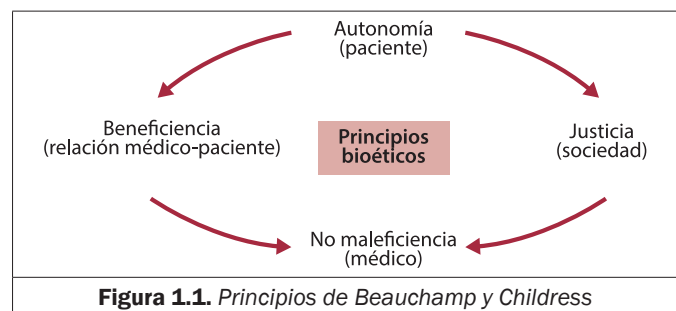 Autonomía
(paciente)
Beneficiencia
(relación médico-paciente)
Principios
bioéticos
Justicia
(sociedad)
No maleficiencia
(médico)
Figura 1.1. Principios de Beauchamp y Childress